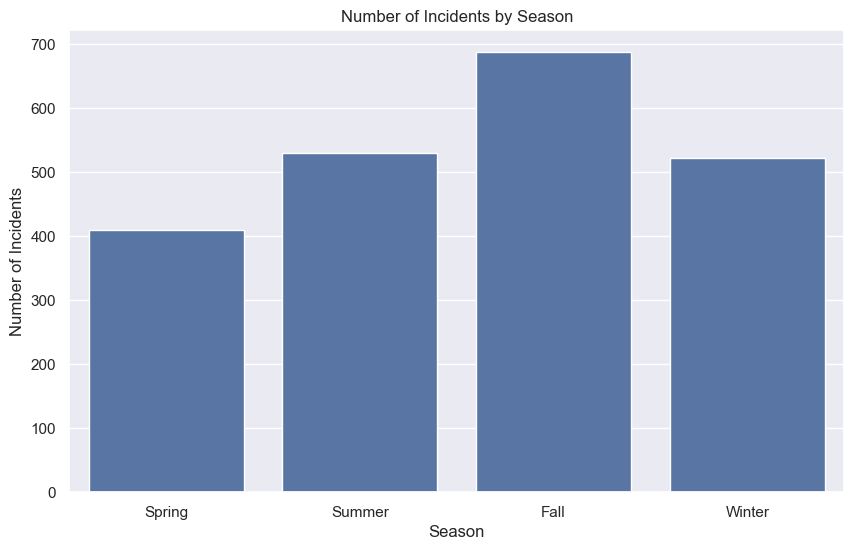 Number of Incidents by Season
700
600
500
400
300
200
100
0
Number of Incidents
Spring Summer Fall Winter
Season